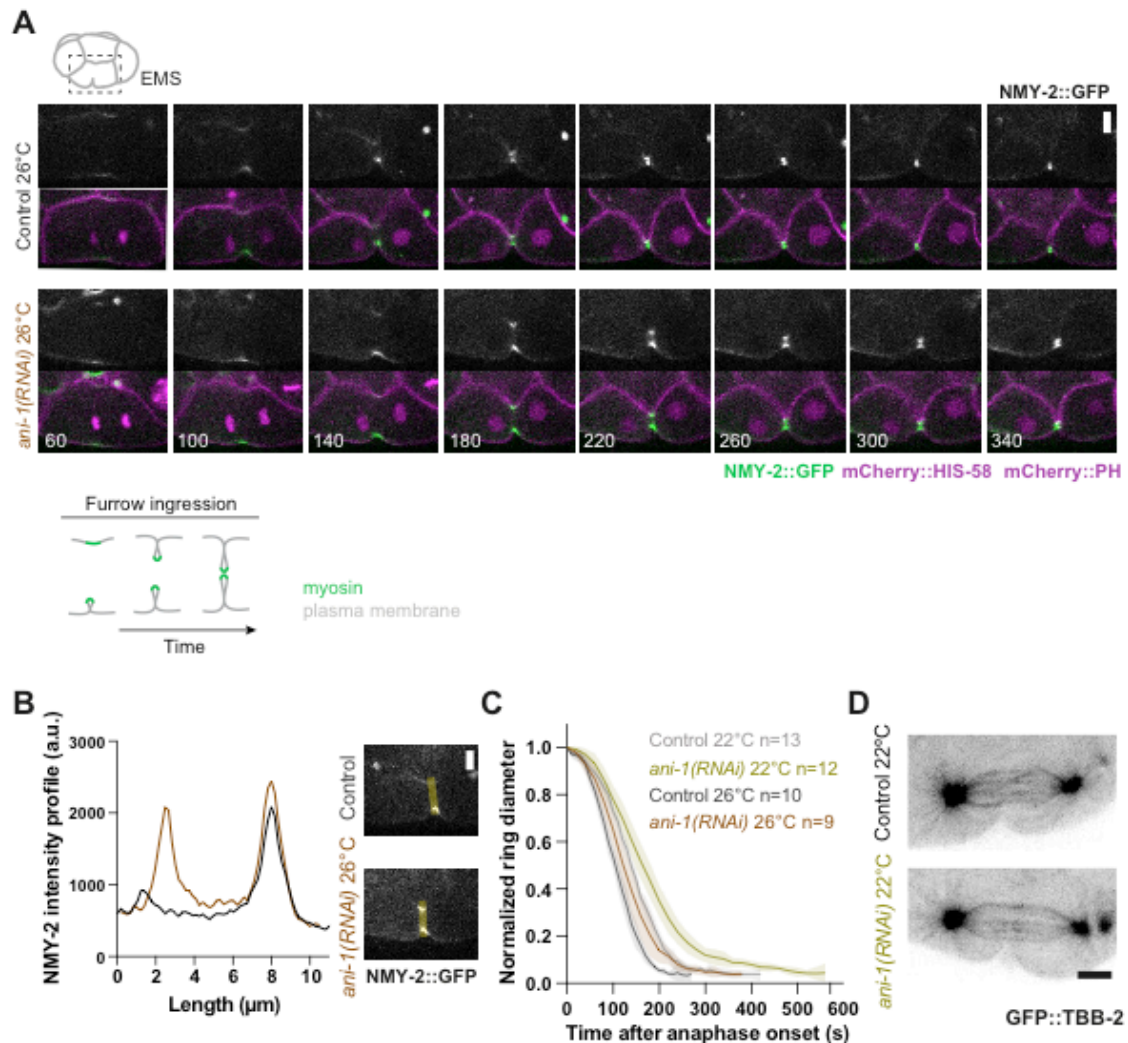 A
EMS
NMY-2::GFP
Control 26°C
ani-1(RNAi) 26°C
60 100 140 180 220 260 300 340
NMY-2::GFP mCherry::HIS-58 mCherry::PH
Furrow ingression
myosin
plasma membrane
Time
B
NMY-2 intensity profile (a.u.)
3000
2000
1000
0
0 2 4 6 8 10
Length (µm)
Control
ani-1(RNAi) 26°C
NMY-2::GFP
C
Normalized ring diameter
1.0
0.8
0.6
0.4
0.2
0.0
0 100 200 300 400 500 600
Time after anaphase onset (s)
Control 22°C n=13
ani-1(RNAi) 22°C n=12
Control 26°C n=10
ani-1(RNAi) 26°C n=9
D
Control 22ºC
ani-1(RNAi) 22ºC
GFP::TBB-2